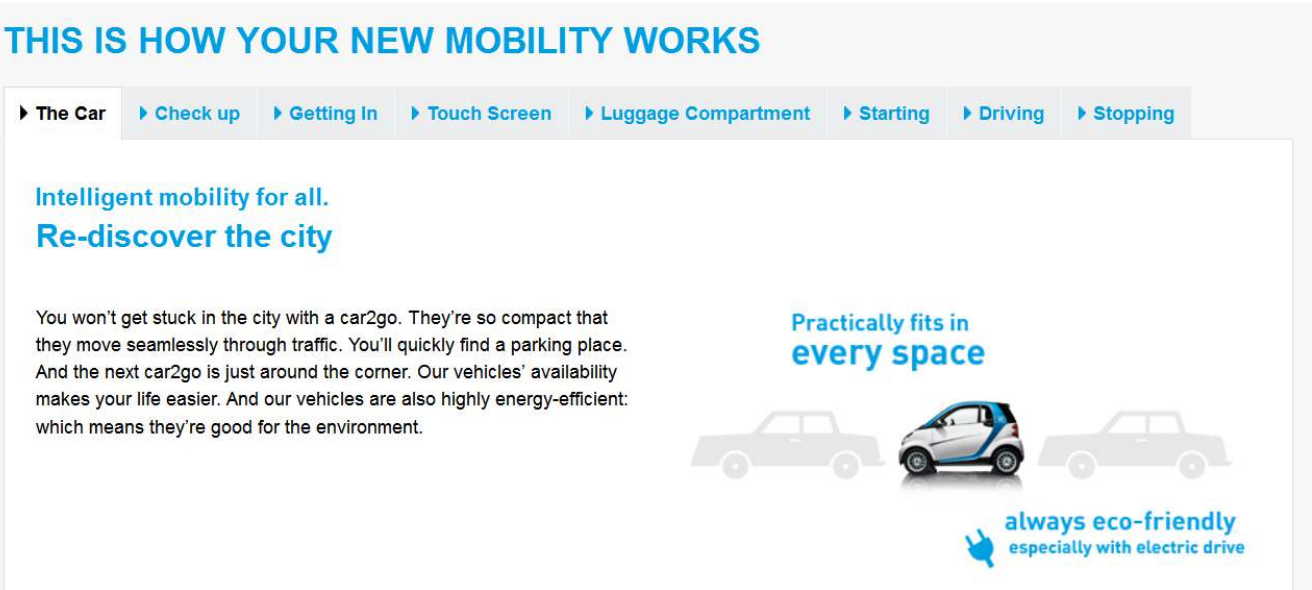 THIS IS HOW YOUR NEW MOBILITY WORKS
The Car Check up Getting In Touch Screen Luggage Compartment Starting Driving Stopping
Intelligent mobility for all.
Re-discover the city
You won't get stuck in the city with a car2go. They're so compact that
they move seamlessly through traffic. You'll quickly find a parking place.
And the next car2go is just around the corner. Our vehicles' availability
makes your life easier. And our vehicles are also highly energy-efficient:
which means they're good for the environment.
Practically fits in
every space
always eco-friendly
especially with electric drive